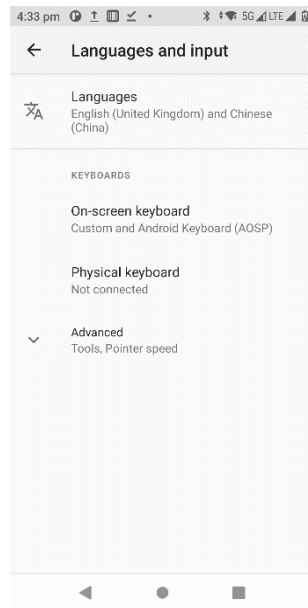 4:33 pm 5G LTE
Languages and input
Languages
English (United Kingdom) and Chinese
(China)
KEYBOARDS
On-screen keyboard
Custom and Android Keyboard (AOSP)
Physical keyboard
Not connected
Advanced
Tools, Pointer speed